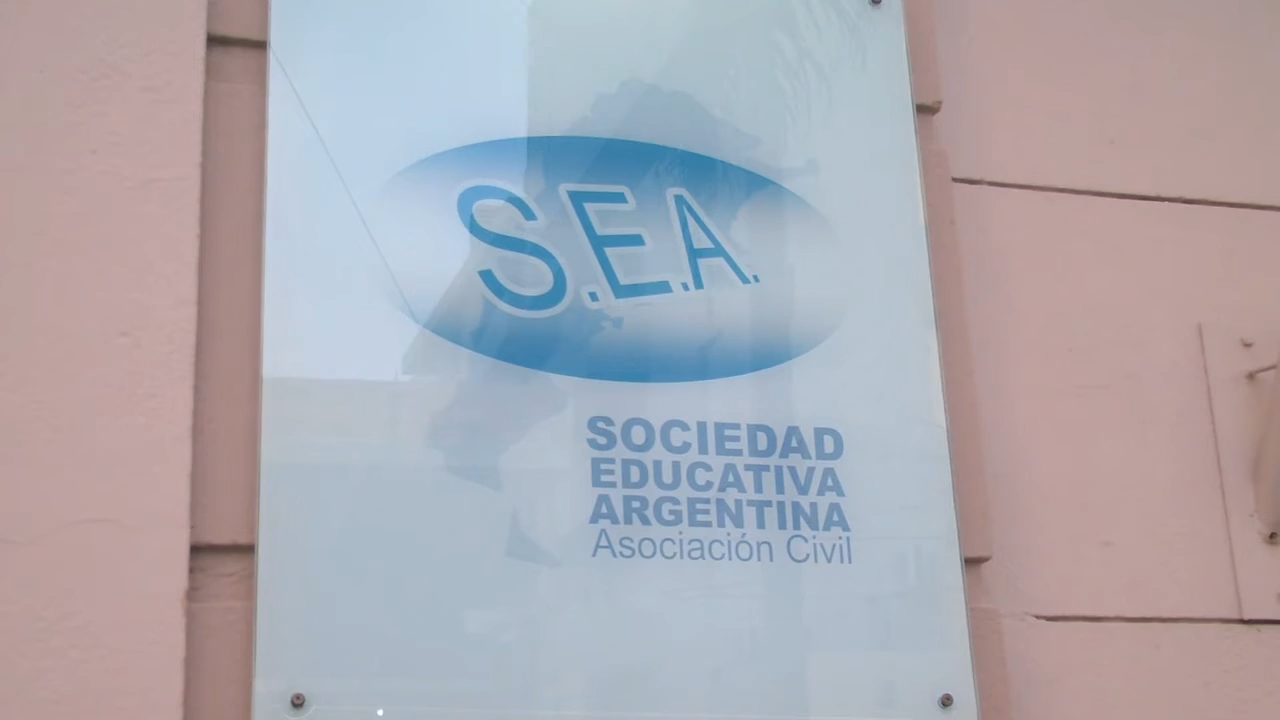 S.E.A.
SOCIEDAD
EDUCATIVA
ARGENTINA
Asociación Civil